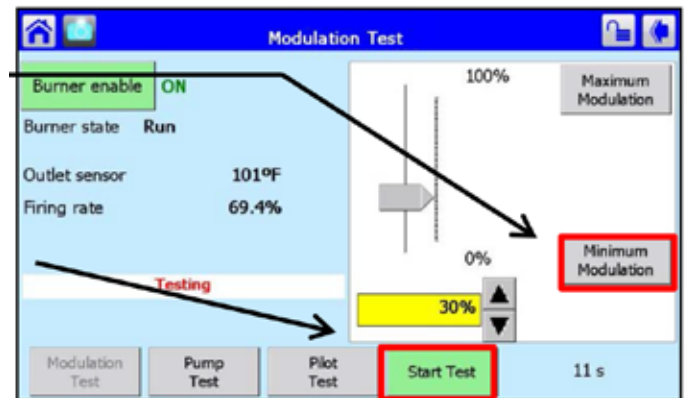 Modulation Test
Burner enable ON
Burner state Run
Outlet sensor 101ºF
Firing rate 69.4%
Testing
100%
Maximum
Modulation
0%
Minimum
Modulation
30%
Modulation
Test
Pump
Test
Pilot
Test
Start Test
11 s